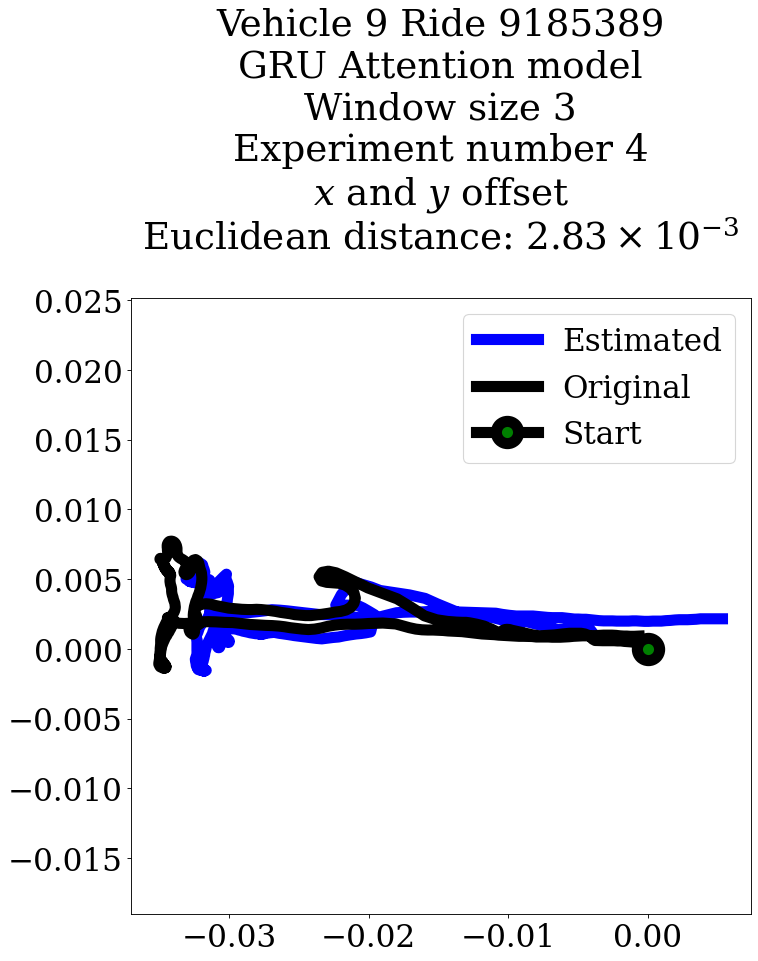 Vehicle 9 Ride 9185389
GRU Attention model
Window size 3
Experiment number 4
x and y offset
Euclidean distance: 2.83 × 10⁻³
Estimated
Original
Start
0.025
0.020
0.015
0.010
0.005
0.000
−0.005
−0.010
−0.015
−0.03 −0.02 −0.01 0.00